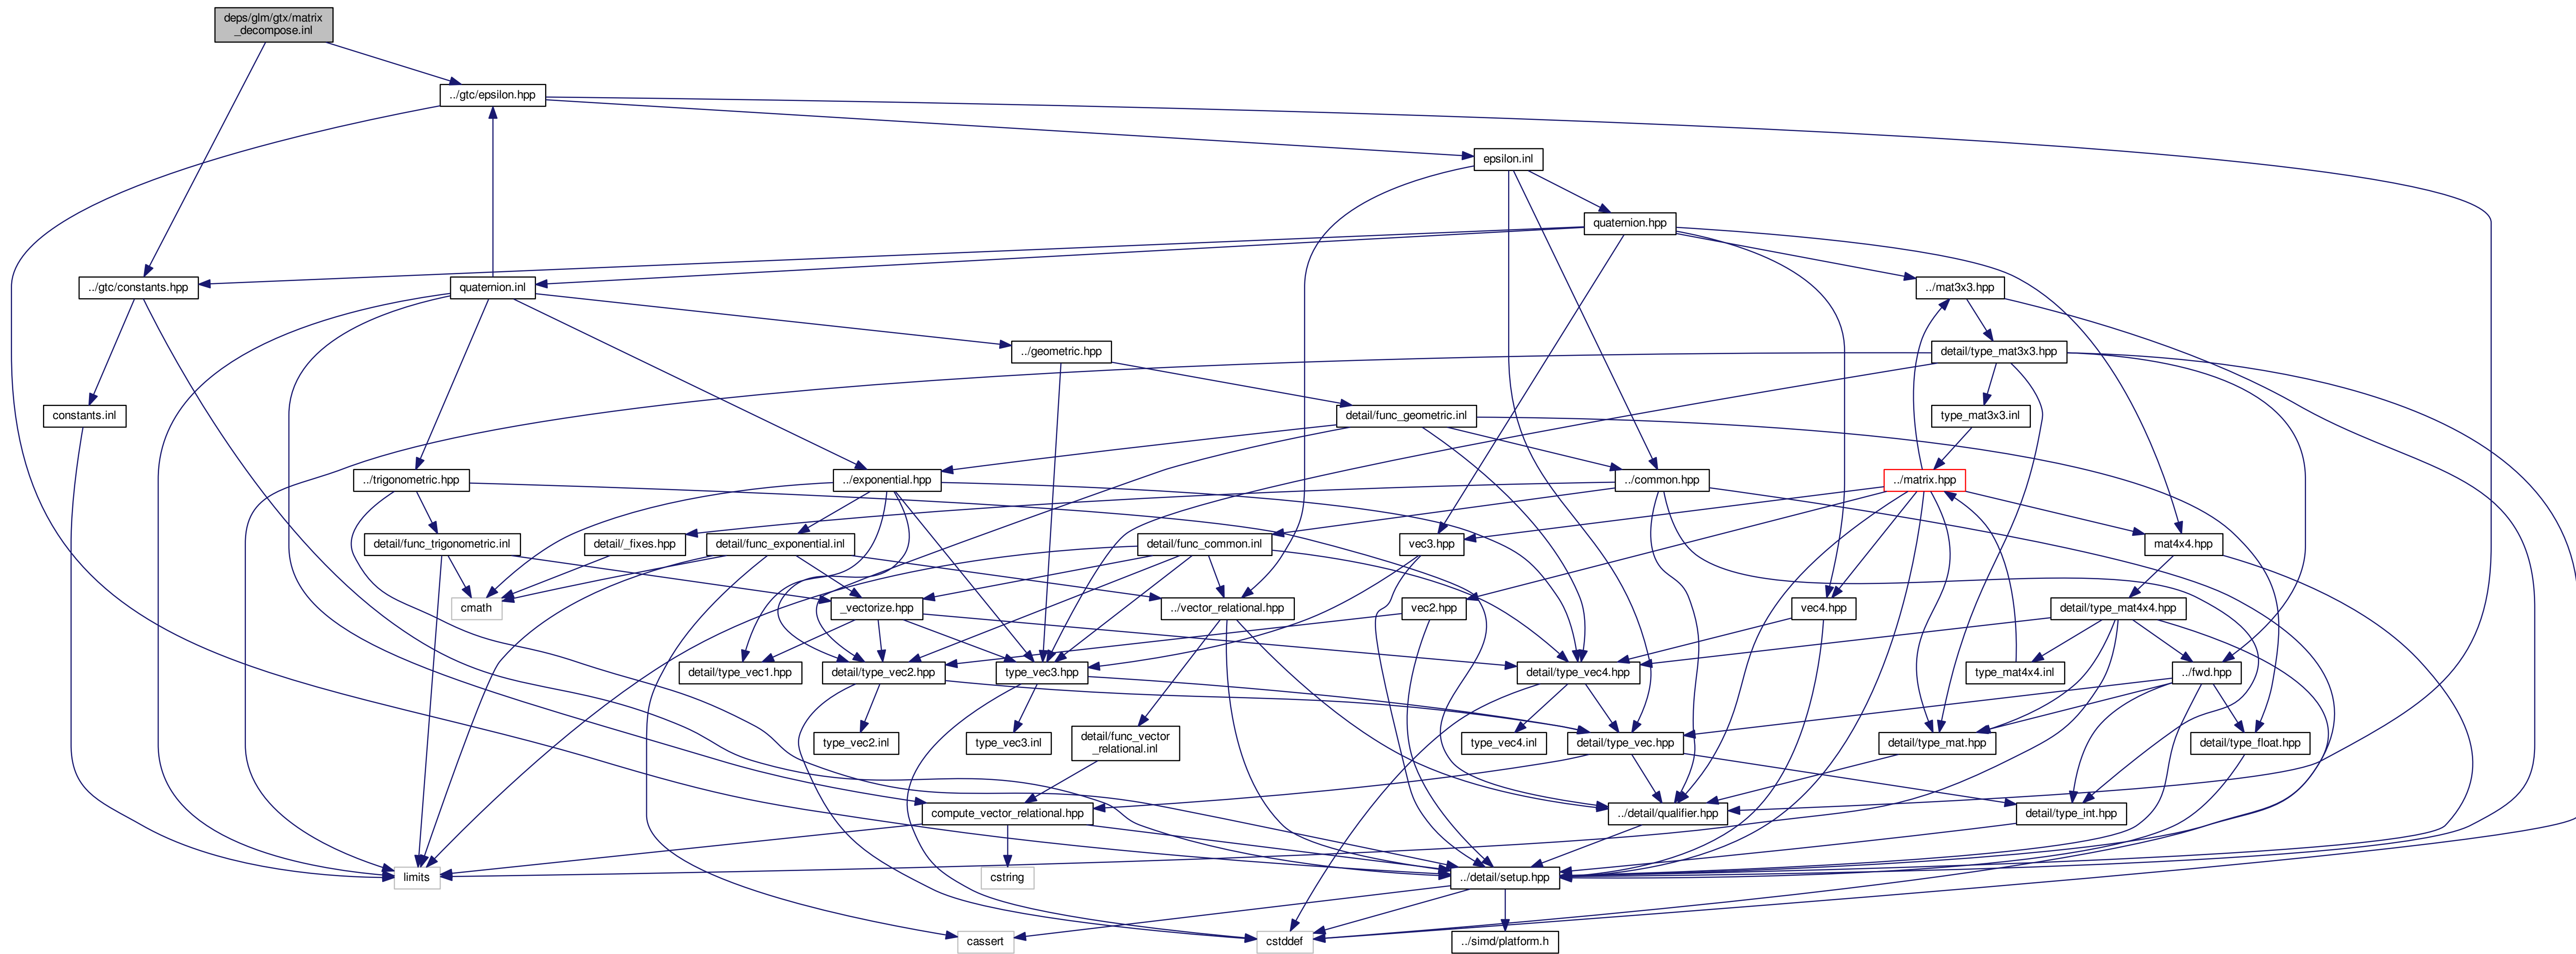 deps/glm/gtx/matrix
_decompose.inl
../gtc/epsilon.hpp
epsilon.inl
quaternion.hpp
../gtc/constants.hpp
quaternion.inl
../mat3x3.hpp
../geometric.hpp
detail/type_mat3x3.hpp
constants.inl
detail/func_geometric.inl
type_mat3x3.inl
../trigonometric.hpp
../exponential.hpp
../common.hpp
../matrix.hpp
detail/func_trigonometric.inl
detail/_fixes.hpp
detail/func_exponential.inl
detail/func_common.inl
vec3.hpp
mat4x4.hpp
cmath
_vectorize.hpp
../vector_relational.hpp
vec2.hpp
vec4.hpp
detail/type_mat4x4.hpp
detail/type_vec1.hpp
detail/type_vec2.hpp
type_vec3.hpp
detail/type_vec4.hpp
type_mat4x4.inl
../fwd.hpp
type_vec2.inl
type_vec3.inl
detail/func_vector
_relational.inl
type_vec4.inl
detail/type_vec.hpp
detail/type_mat.hpp
detail/type_float.hpp
compute_vector_relational.hpp
../detail/qualifier.hpp
detail/type_int.hpp
limits
cstring
../detail/setup.hpp
cassert
cstddef
../simd/platform.h